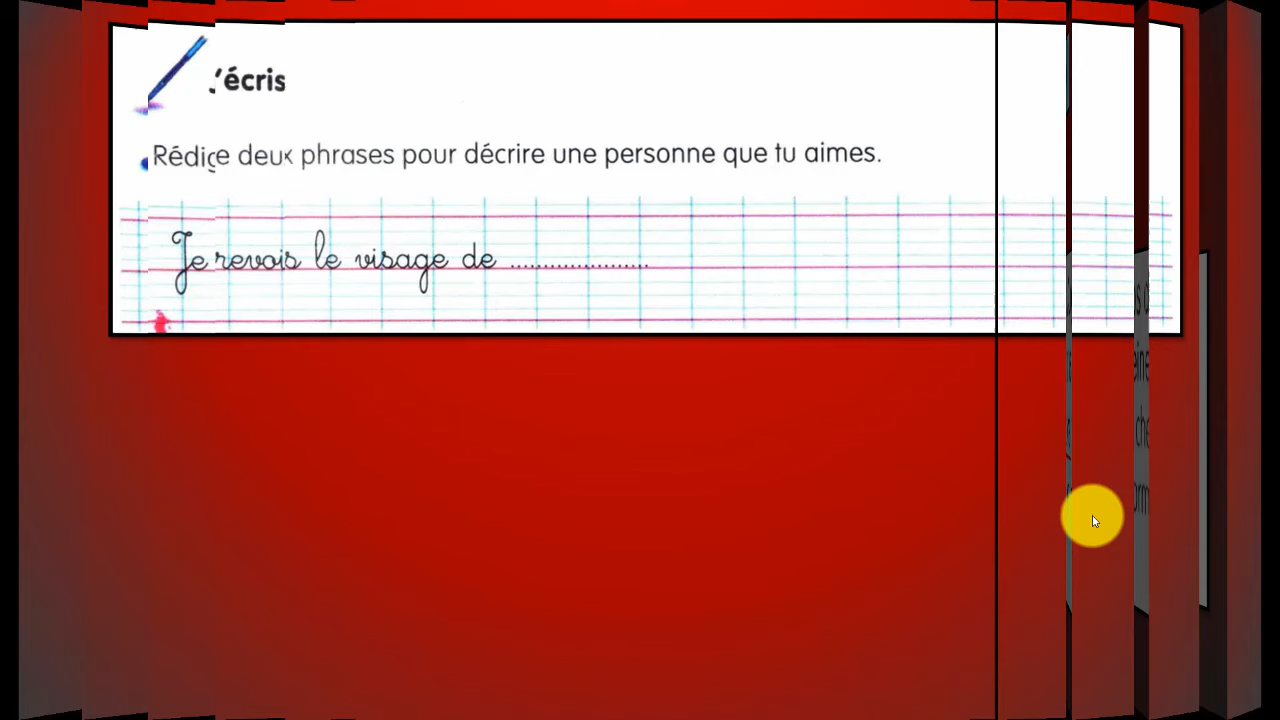 J'écris
Rédige deux phrases pour décrire une personne que tu aimes.
Je revois le visage de ....................